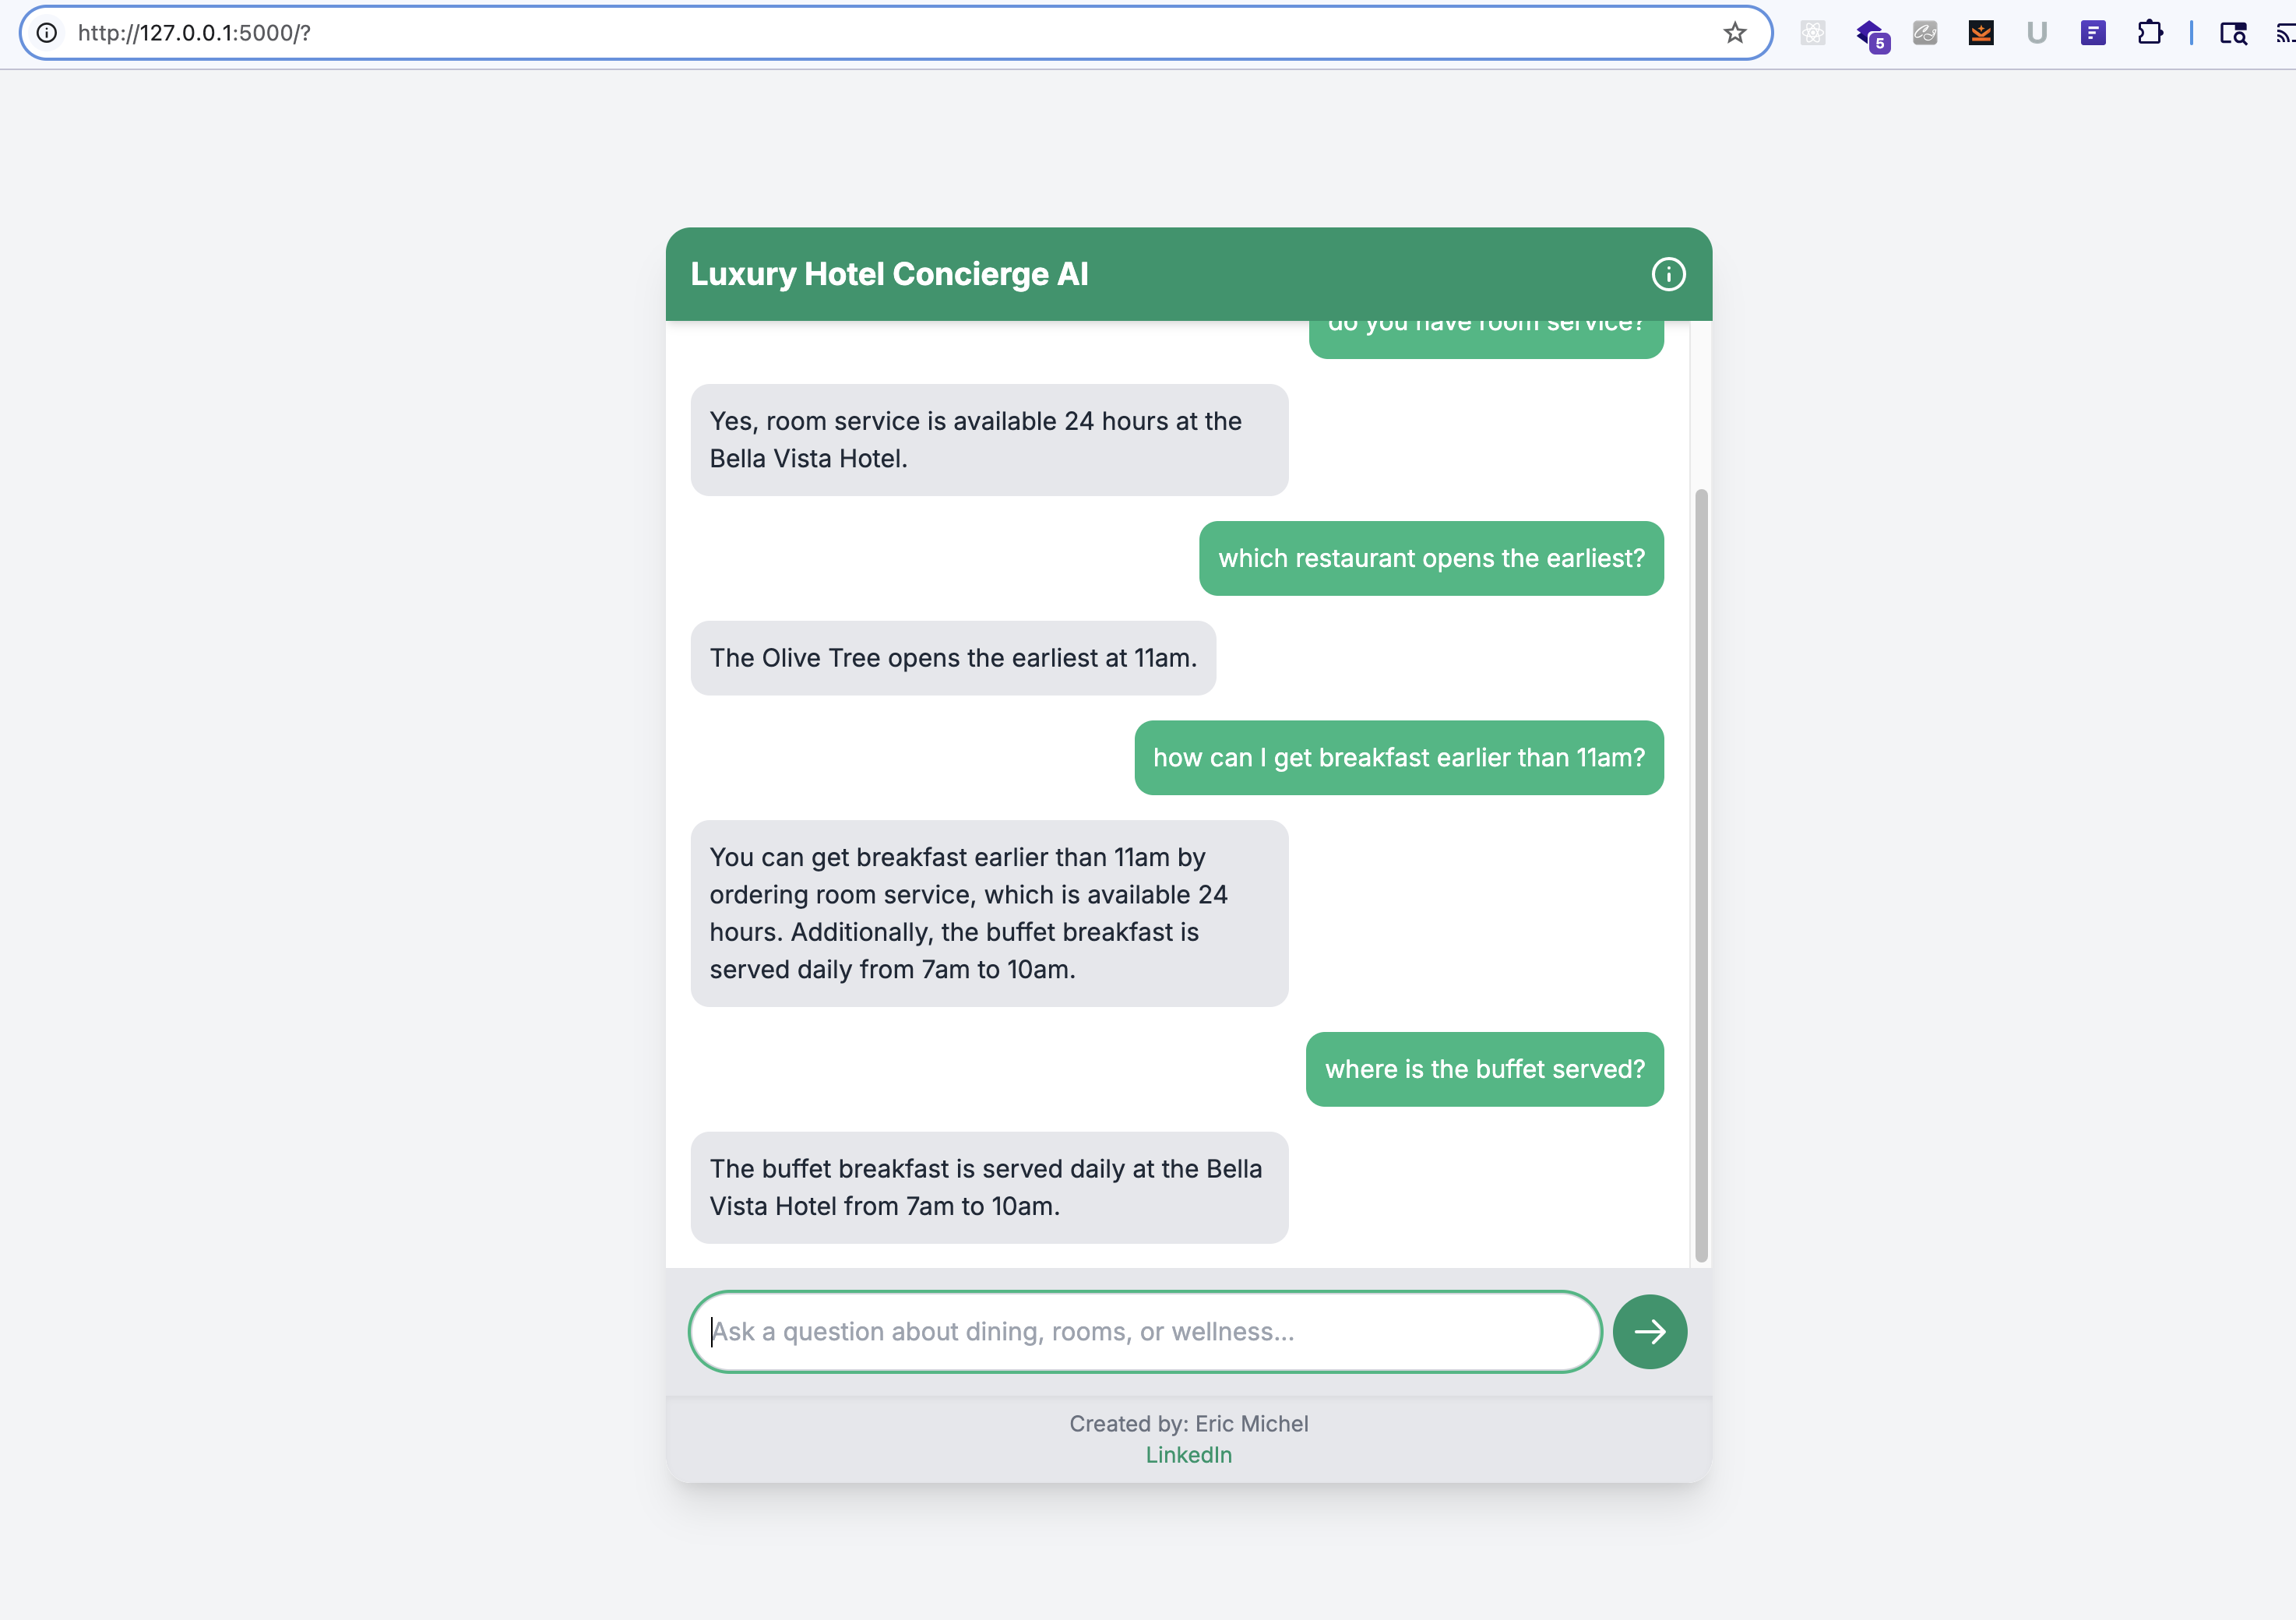 http://127.0.0.1:5000/?
5
Luxury Hotel Concierge AI
do you have room service?
Yes, room service is available 24 hours at the
Bella Vista Hotel.
which restaurant opens the earliest?
The Olive Tree opens the earliest at 11am.
how can I get breakfast earlier than 11am?
You can get breakfast earlier than 11am by
ordering room service, which is available 24
hours. Additionally, the buffet breakfast is
served daily from 7am to 10am.
where is the buffet served?
The buffet breakfast is served daily at the Bella
Vista Hotel from 7am to 10am.
Ask a question about dining, rooms, or wellness...
Created by: Eric Michel
LinkedIn